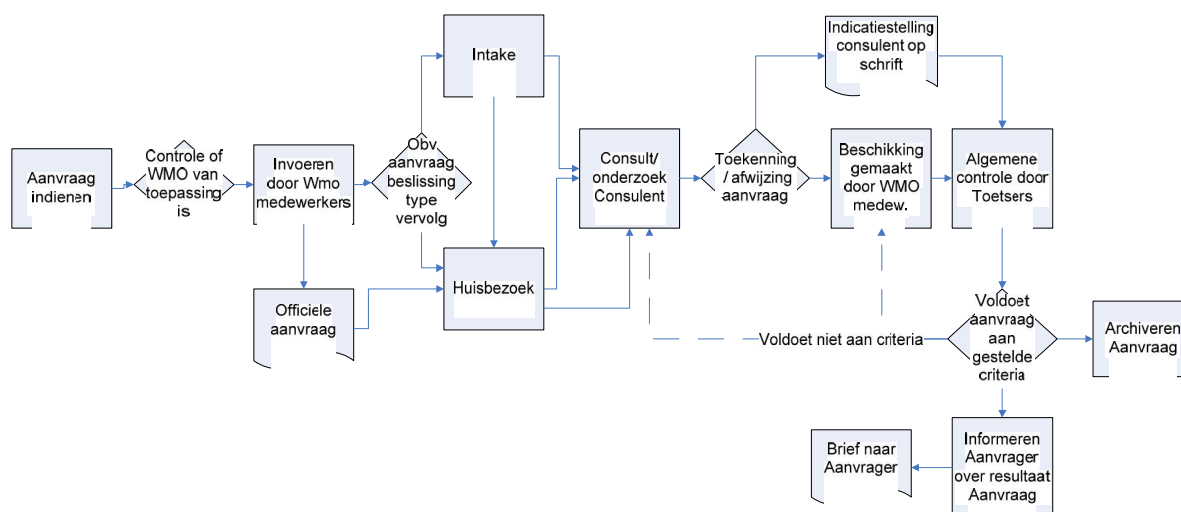 Aanvraag
indienen
Controle of
WMO van
toepassing
is
Invoeren
door Wmo
medewerkers
Officiele
aanvraag
Obv
aanvraag
beslissing
type
vervolg
Intake
Huisbezoek
Consult/
onderzoek
Consulent
Toekenning
/ afwijzing
aanvraag
Indicatiestelling
consulent op
schrift
Beschikking
gemaakt
door WMO
medew.
Algemene
controle door
Toetsers
Voldoet niet aan criteria
Voldoet
aanvraag
aan
gestelde
criteria
Archiveren
Aanvraag
Informeren
Aanvrager
over resultaat
Aanvraag
Brief naar
Aanvrager